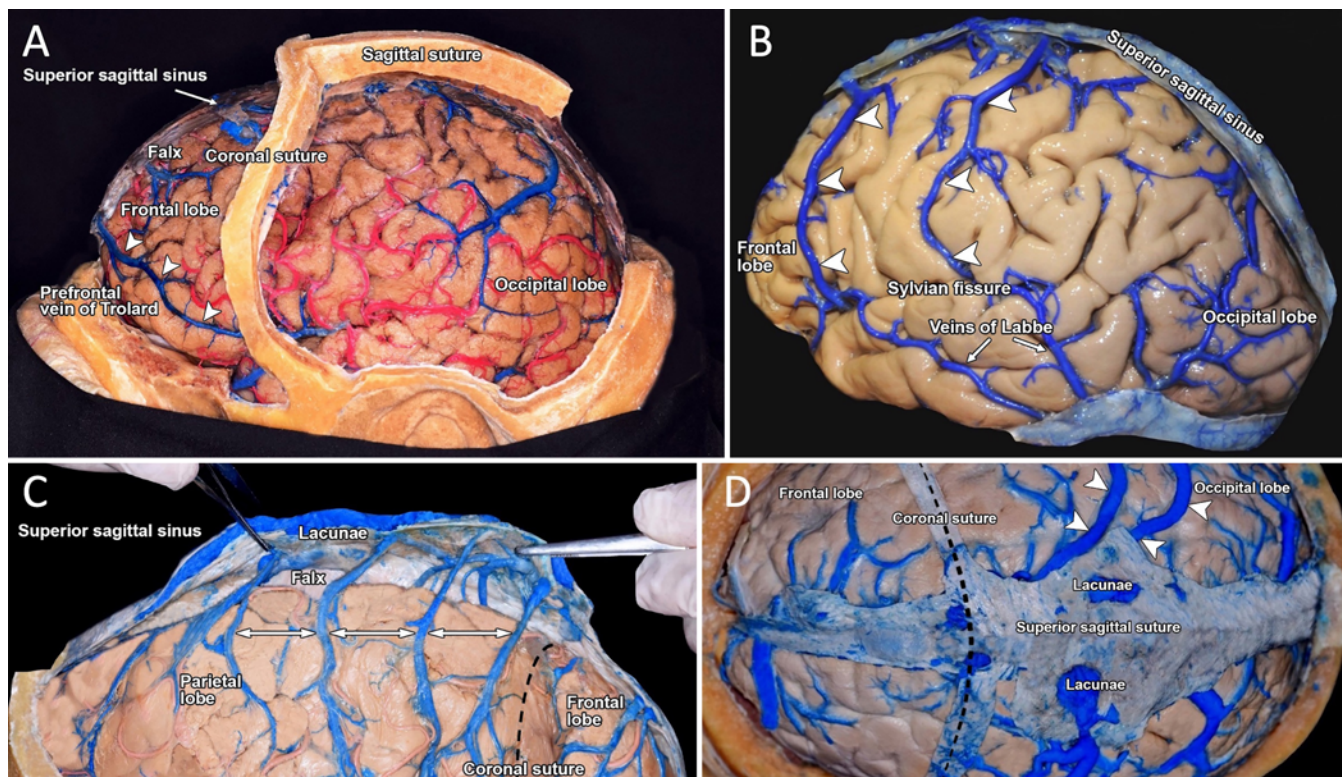 A
Sagittal suture
Superior sagittal sinus
Falx
Coronal suture
Frontal lobe
Prefrontal
vein of Trolard
Occipital lobe
B
Superior sagittal sinus
Frontal
lobe
Sylvian fissure
Veins of Labbe
Occipital lobe
C
Superior sagittal sinus
Lacunae
Falx
Parietal
lobe
Frontal
lobe
Coronal suture
D
Frontal lobe
Coronal suture
Occipital lobe
Lacunae
Superior sagittal suture
Lacunae